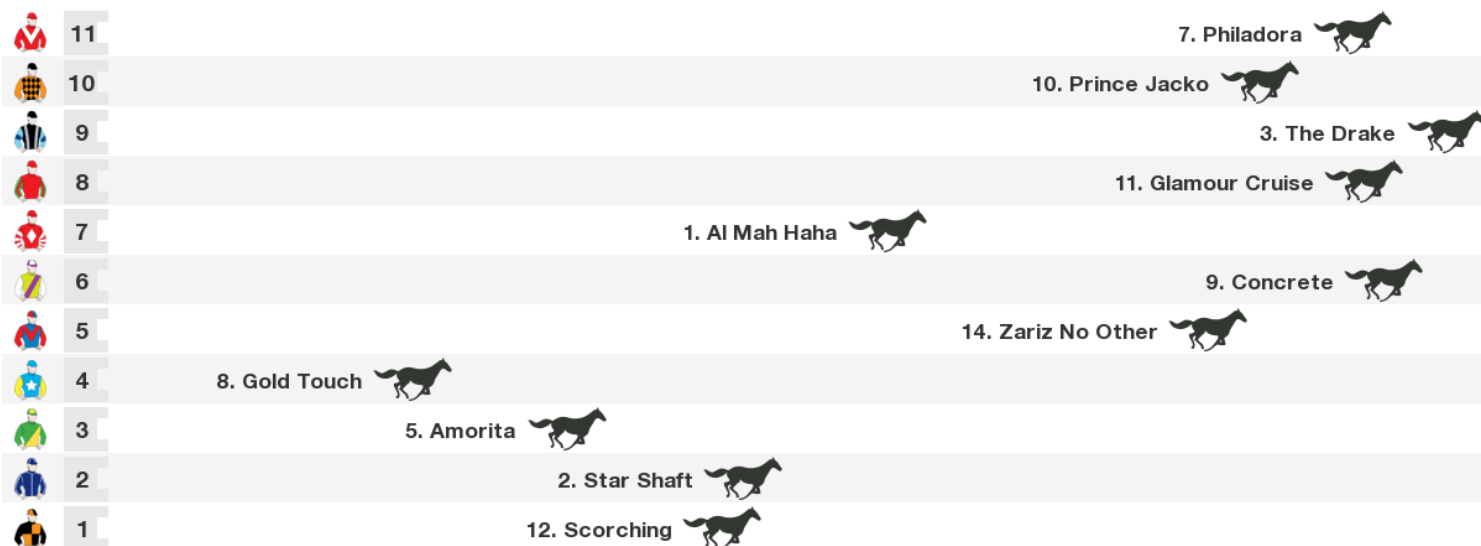 11 7. Philadora
10 10. Prince Jacko
9 3. The Drake
8 11. Glamour Cruise
7 1. Al Mah Haha
6 9. Concrete
5 14. Zariz No Other
4 8. Gold Touch
3 5. Amorita
2 2. Star Shaft
1 12. Scorching